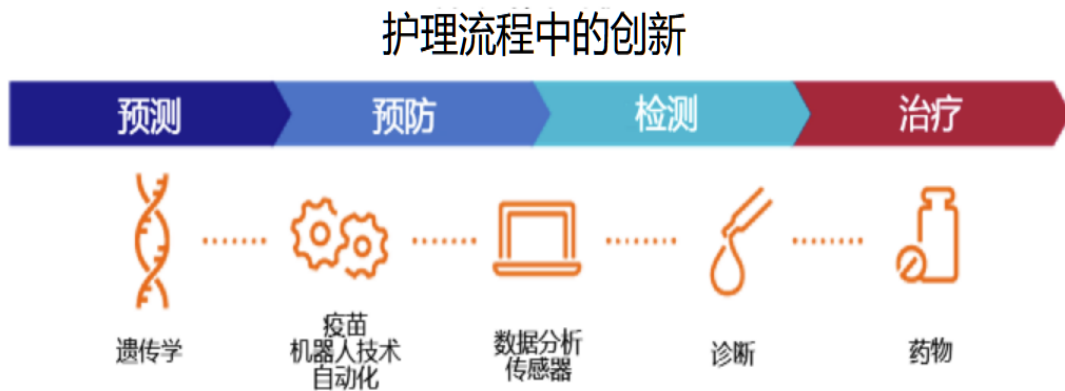 护理流程中的创新
预测
预防
检测
治疗
遗传学
疫苗
机器人技术
自动化
数据分析
传感器
诊断
药物